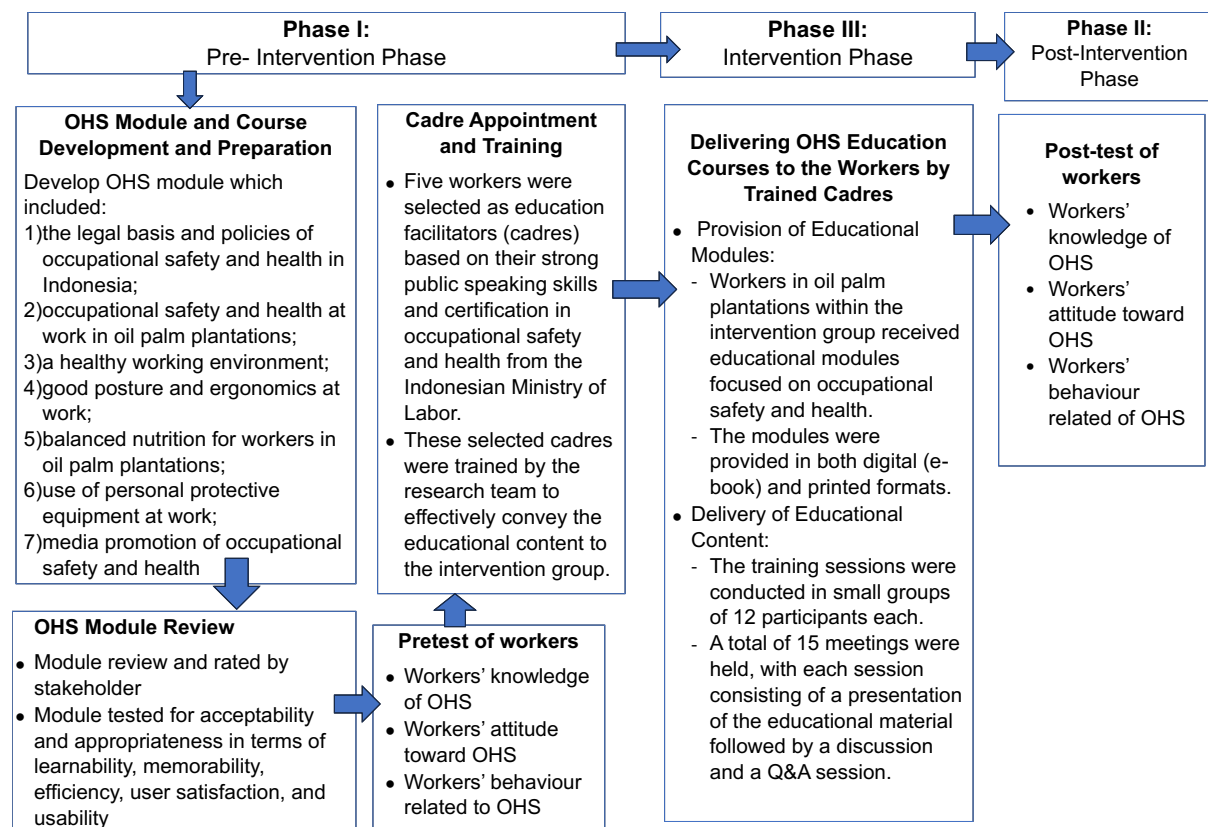 Phase I:
Pre- Intervention Phase
Phase III:
Intervention Phase
Phase II:
Post-Intervention
Phase
OHS Module and Course
Development and Preparation
Develop OHS module which
included:
1)the legal basis and policies of
occupational safety and health in
Indonesia;
2)occupational safety and health at
work in oil palm plantations;
3)a healthy working environment;
4)good posture and ergonomics at
work;
5)balanced nutrition for workers in
oil palm plantations;
6)use of personal protective
equipment at work;
7)media promotion of occupational
safety and health
OHS Module Review
• Module review and rated by
stakeholder
• Module tested for acceptability
and appropriateness in terms of
learnability, memorability,
efficiency, user satisfaction, and
usability
Pretest of workers
• Workers' knowledge
of OHS
• Workers' attitude
toward OHS
• Workers' behaviour
related to OHS
Cadre Appointment
and Training
• Five workers were
selected as education
facilitators (cadres)
based on their strong
public speaking skills
and certification in
occupational safety
and health from the
Indonesian Ministry of
Labor.
• These selected cadres
were trained by the
research team to
effectively convey the
educational content to
the intervention group.
Delivering OHS Education
Courses to the Workers by
Trained Cadres
• Provision of Educational
Modules:
- Workers in oil palm
plantations within the
intervention group received
educational modules
focused on occupational
safety and health.
- The modules were
provided in both digital (e-
book) and printed formats.
• Delivery of Educational
Content:
- The training sessions were
conducted in small groups
of 12 participants each.
- A total of 15 meetings were
held, with each session
consisting of a presentation
of the educational material
followed by a discussion
and a Q&A session.
Post-test of
workers
• Workers'
knowledge of
OHS
• Workers'
attitude toward
OHS
• Workers'
behaviour
related of OHS